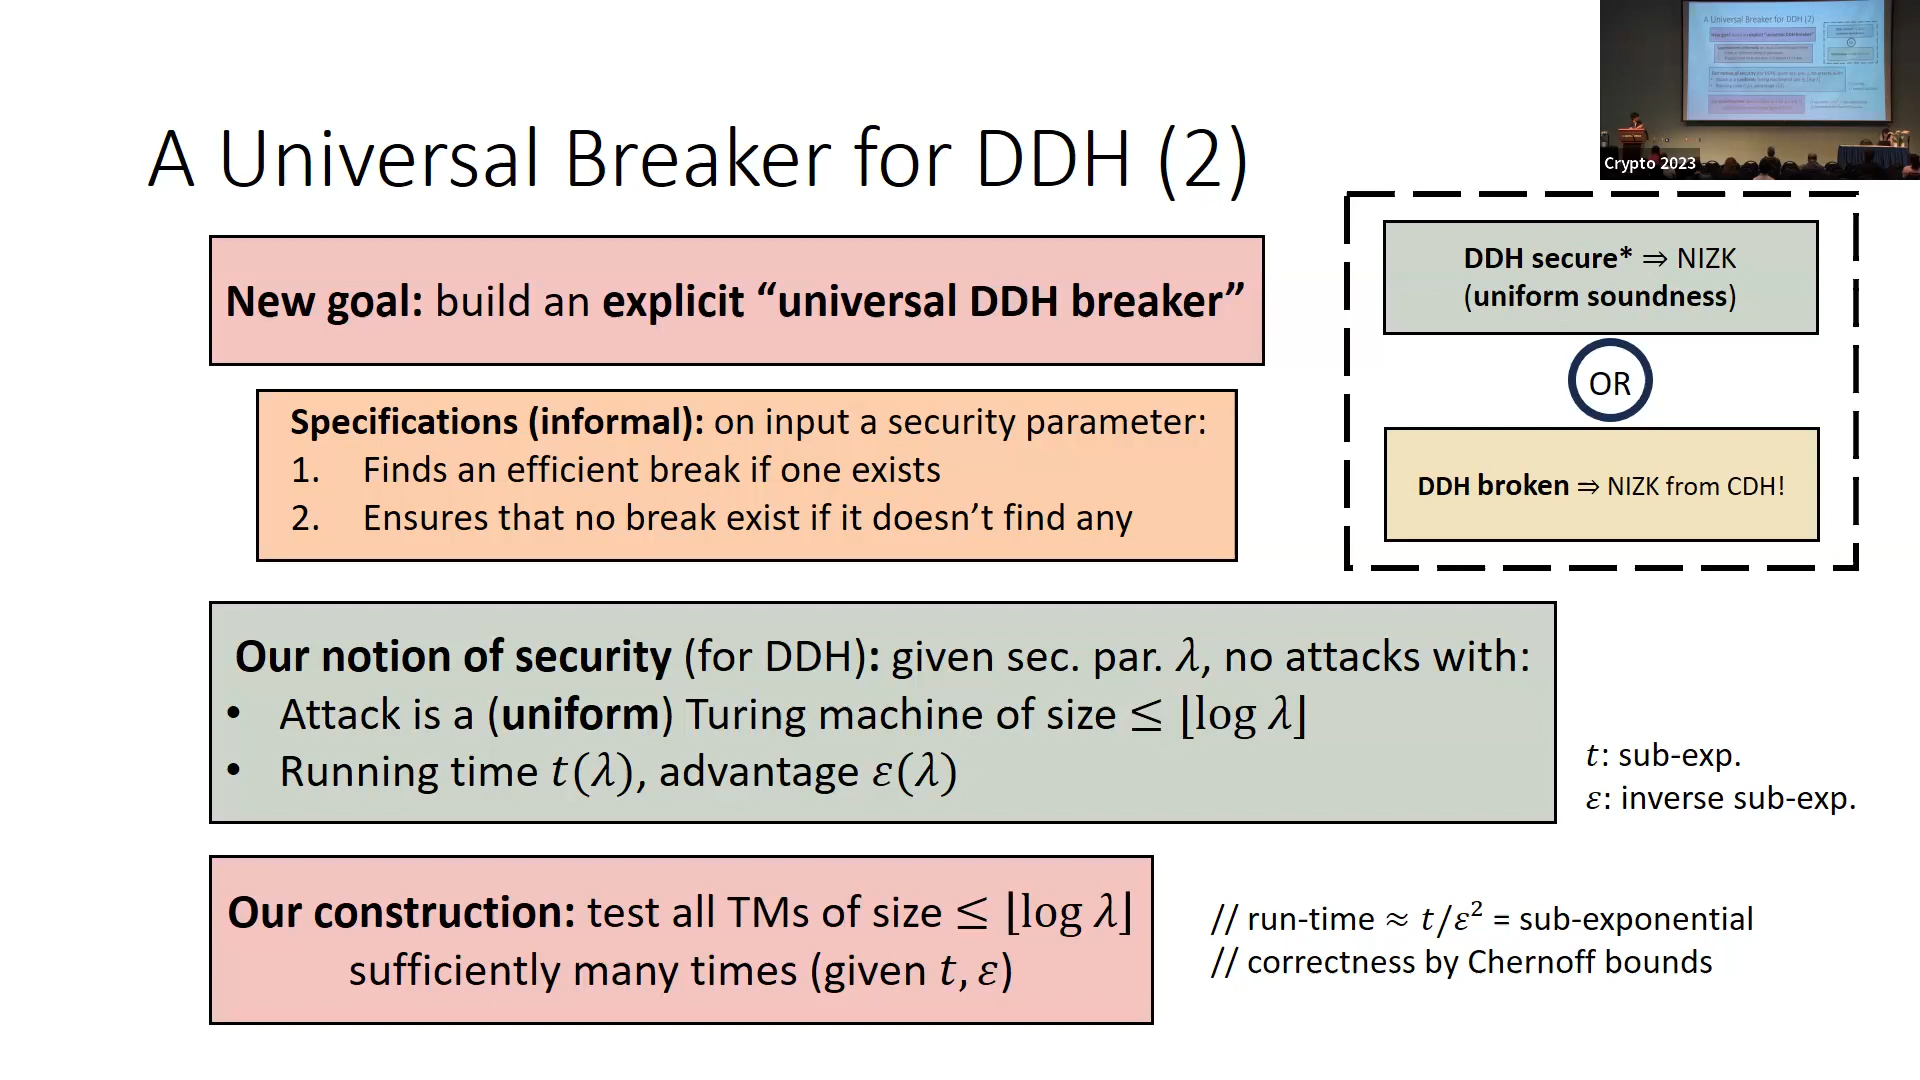 A Universal Breaker for DDH (2)
New goal: build an explicit “universal DDH breaker”
Specifications (informal): on input a security parameter:
1. Finds an efficient break if one exists
2. Ensures that no break exist if it doesn’t find any
Our notion of security (for DDH): given sec. par. λ, no attacks with:
• Attack is a (uniform) Turing machine of size ≤ ⌊log λ⌋
• Running time t(λ), advantage ε(λ)
t: sub-exp.
ε: inverse sub-exp.
Our construction: test all TMs of size ≤ ⌊log λ⌋
sufficiently many times (given t, ε)
// run-time ≈ t/ε² = sub-exponential
// correctness by Chernoff bounds
DDH secure* ⇒ NIZK
(uniform soundness)
OR
DDH broken ⇒ NIZK from CDH!
A Universal Breaker for DDH (2)
Crypto 2023